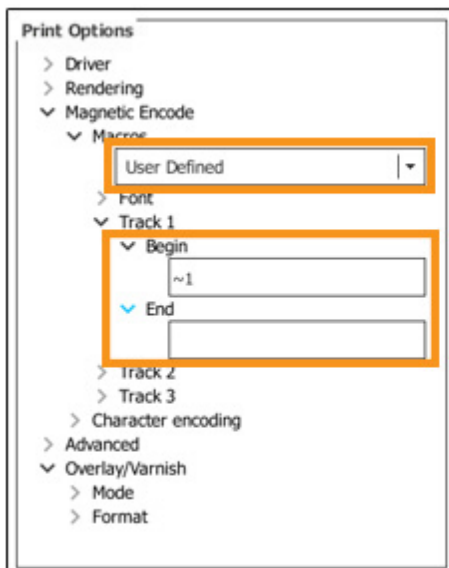 Print Options
Driver
Rendering
Magnetic Encode
Macros
User Defined
Font
Track 1
Begin
~1
End
Track 2
Track 3
Character encoding
Advanced
Overlay/Varnish
Mode
Format